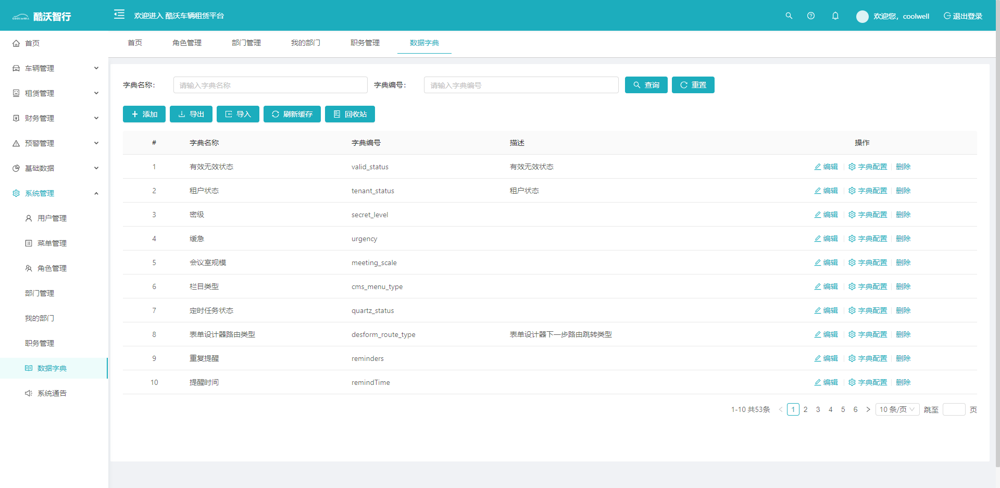 COOLWELL 酷沃智行
欢迎进入 酷沃车辆租赁平台
欢迎您，coolwell
退出登录
首页
车辆管理
租赁管理
财务管理
预警管理
基础数据
系统管理
用户管理
菜单管理
角色管理
部门管理
我的部门
职务管理
数据字典
系统通告
首页 角色管理 部门管理 我的部门 职务管理 数据字典
字典名称： 请输入字典名称 字典编号： 请输入字典编号 查询 重置
添加 导出 导入 刷新缓存 回收站
# 字典名称 字典编号 描述 操作
1 有效无效状态 valid_status 有效无效状态 编辑 字典配置 删除
2 租户状态 tenant_status 租户状态 编辑 字典配置 删除
3 密级 secret_level 编辑 字典配置 删除
4 缓急 urgency 编辑 字典配置 删除
5 会议室规模 meeting_scale 编辑 字典配置 删除
6 栏目类型 cms_menu_type 编辑 字典配置 删除
7 定时任务状态 quartz_status 编辑 字典配置 删除
8 表单设计器路由类型 desform_route_type 表单设计器下一步路由跳转类型 编辑 字典配置 删除
9 重复提醒 reminders 编辑 字典配置 删除
10 提醒时间 remindTime 编辑 字典配置 删除
1-10 共53条 < 1 2 3 4 5 6 > 10 条/页 跳至 页